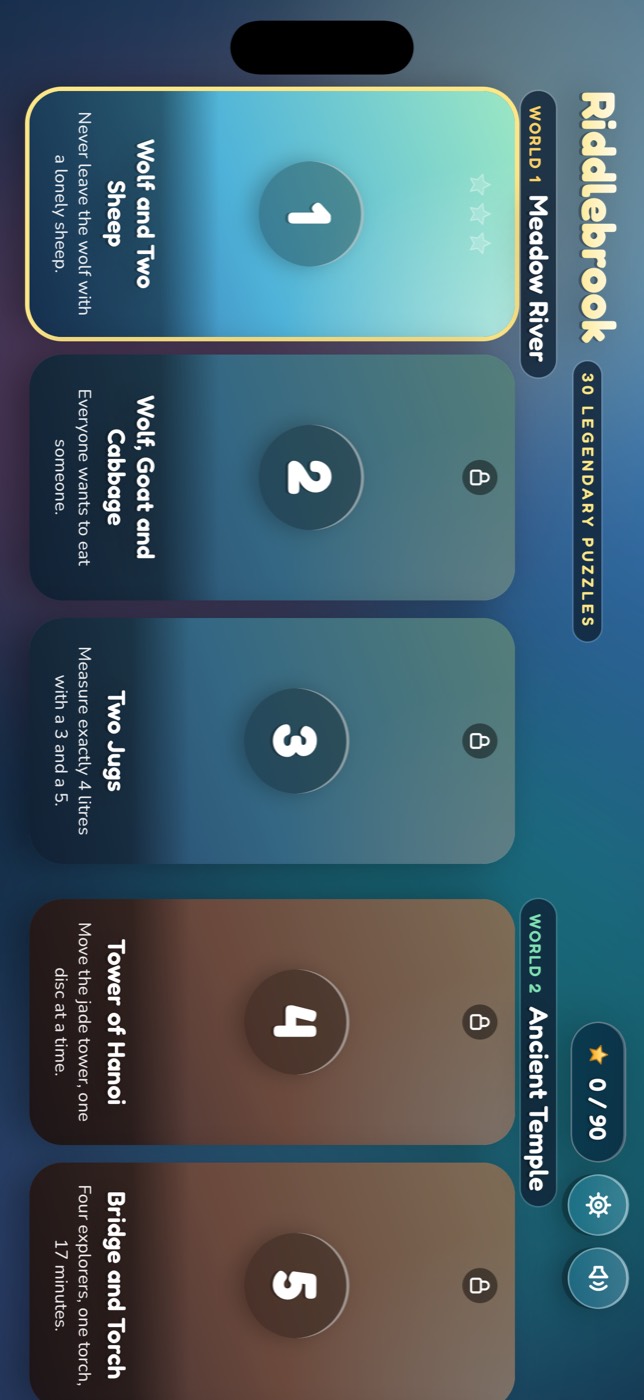 Riddlebrook
30 LEGENDARY PUZZLES
0 / 90
WORLD 1 Meadow River
1
Wolf and Two
Sheep
Never leave the wolf with
a lonely sheep.
2
Wolf, Goat and
Cabbage
Everyone wants to eat
someone.
3
Two Jugs
Measure exactly 4 litres
with a 3 and a 5.
WORLD 2 Ancient Temple
4
Tower of Hanoi
Move the jade tower, one
disc at a time.
5
Bridge and Torch
Four explorers, one torch,
17 minutes.